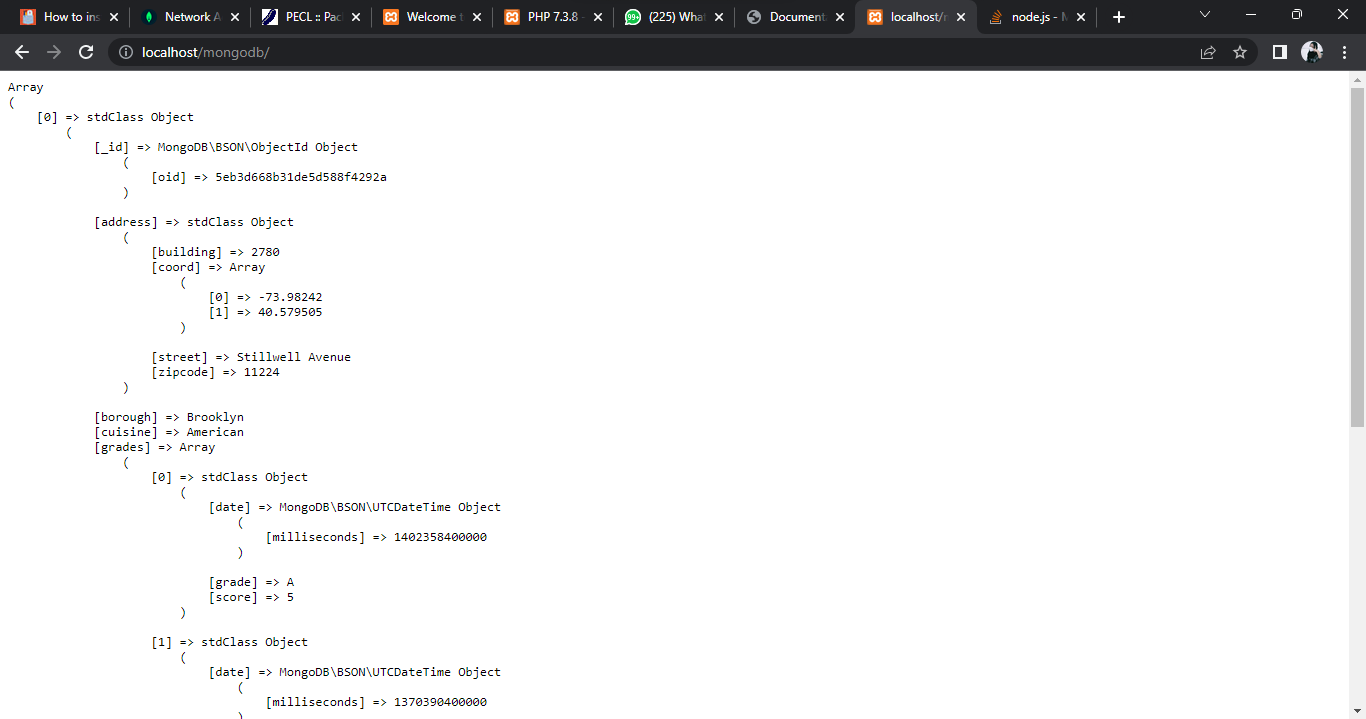 How to ins
Network A
PECL :: Pac
Welcome t
PHP 7.3.8 -
99+
(225) What
Documenta
localhost/m
node.js - M
localhost/mongodb/
Array
(
[0] => stdClass Object
(
[_id] => MongoDB\BSON\ObjectId Object
(
[oid] => 5eb3d668b31de5d588f4292a
)
[address] => stdClass Object
(
[building] => 2780
[coord] => Array
(
[0] => -73.98242
[1] => 40.579505
)
[street] => Stillwell Avenue
[zipcode] => 11224
)
[borough] => Brooklyn
[cuisine] => American
[grades] => Array
(
[0] => stdClass Object
(
[date] => MongoDB\BSON\UTCDateTime Object
(
[milliseconds] => 1402358400000
)
[grade] => A
[score] => 5
)
[1] => stdClass Object
(
[date] => MongoDB\BSON\UTCDateTime Object
(
[milliseconds] => 1370390400000
)